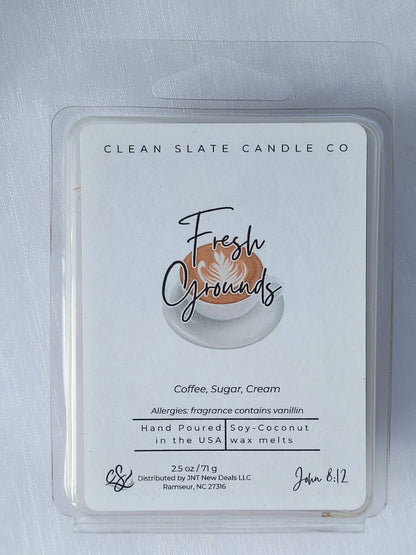 CLEAN SLATE CANDLE CO
Fresh
Grounds
Coffee, Sugar, Cream
Allergies: fragrance contains vanillin
Hand Poured
in the USA
Soy-Coconut
wax melts
2.5 oz / 71 g
Distributed by JNT New Deals LLC
Ramseur, NC 27316
John 8:12